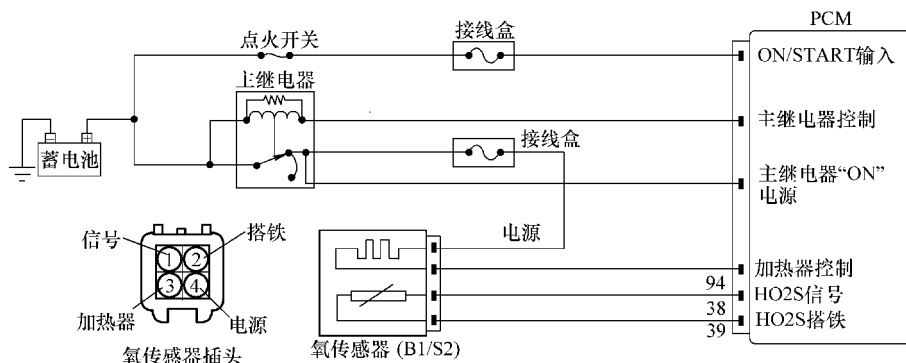 PCM
点火开关
接线盒
ON/START输入
主继电器
主继电器控制
接线盒
蓄电池
主继电器“ON”
电源
信号
搭铁
电源
1
2
3
4
加热器控制
94
HO2S信号
加热器
电源
38
HO2S搭铁
39
氧传感器插头
氧传感器 (B1/S2)